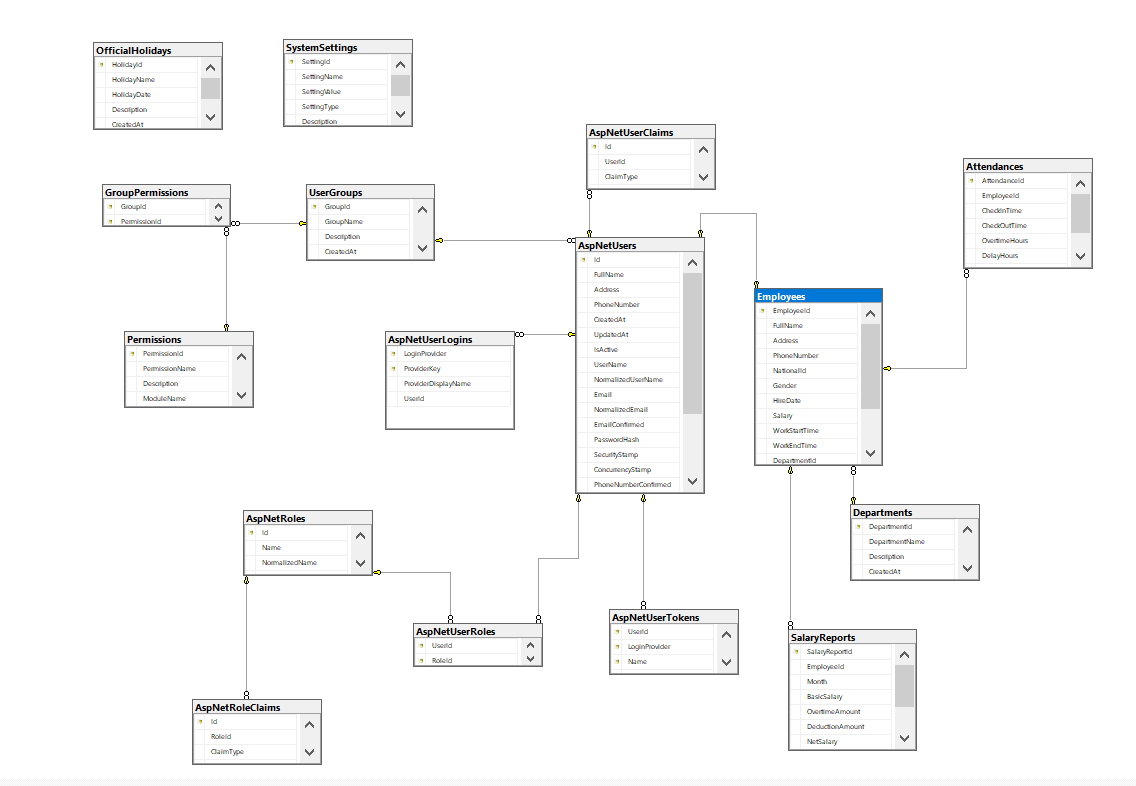 OfficialHolidays
HolidayId
HolidayName
HolidayDate
Description
CreatedAt
SystemSettings
SettingId
SettingName
SettingValue
SettingType
Description
AspNetUserClaims
Id
UserId
ClaimType
Attendances
AttendanceId
EmployeeId
CheckInTime
CheckOutTime
OvertimeHours
DelayHours
GroupPermissions
GroupId
PermissionId
UserGroups
GroupId
GroupName
Description
CreatedAt
AspNetUsers
Id
FullName
Address
PhoneNumber
CreatedAt
UpdatedAt
IsActive
UserName
NormalizedUserName
Email
NormalizedEmail
EmailConfirmed
PasswordHash
SecurityStamp
ConcurrencyStamp
PhoneNumberConfirmed
Employees
EmployeeId
FullName
Address
PhoneNumber
NationalId
Gender
HireDate
Salary
WorkStartTime
WorkEndTime
DepartmentId
Permissions
PermissionId
PermissionName
Description
ModuleName
AspNetUserLogins
LoginProvider
ProviderKey
ProviderDisplayName
UserId
AspNetRoles
Id
Name
NormalizedName
Departments
DepartmentId
DepartmentName
Description
CreatedAt
AspNetUserRoles
UserId
RoleId
AspNetUserTokens
UserId
LoginProvider
Name
SalaryReports
SalaryReportId
EmployeeId
Month
BasicSalary
OvertimeAmount
DeductionAmount
NetSalary
AspNetRoleClaims
Id
RoleId
ClaimType